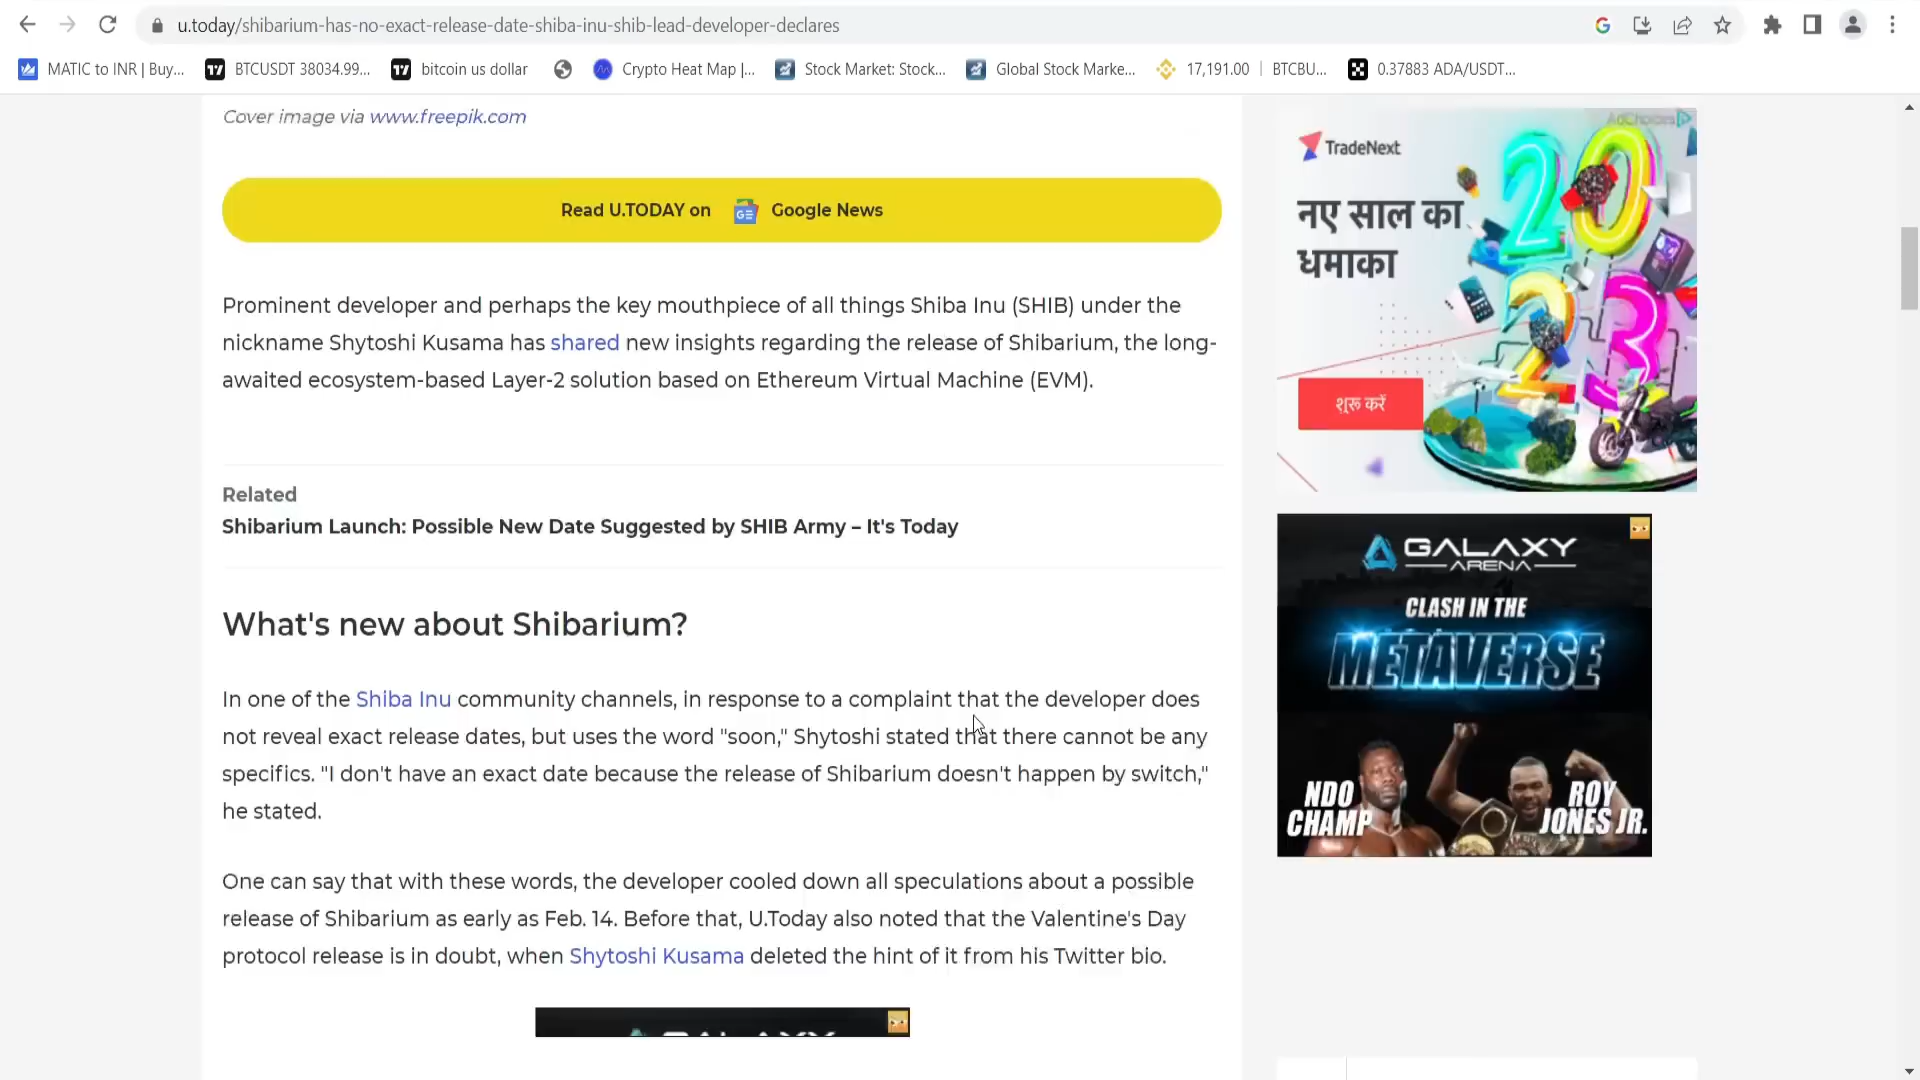 u.today/shibarium-has-no-exact-release-date-shiba-inu-shib-lead-developer-declares
MATIC to INR | Buy...
BTCUSDT 38034.99...
bitcoin us dollar
Crypto Heat Map |...
Stock Market: Stock...
Global Stock Marke...
17,191.00 | BTCBU...
0.37883 ADA/USDT...
Cover image via www.freepik.com
Read U.TODAY on GE Google News
Prominent developer and perhaps the key mouthpiece of all things Shiba Inu (SHIB) under the
nickname Shytoshi Kusama has shared new insights regarding the release of Shibarium, the long-
awaited ecosystem-based Layer-2 solution based on Ethereum Virtual Machine (EVM).
Related
Shibarium Launch: Possible New Date Suggested by SHIB Army – It's Today
What's new about Shibarium?
In one of the Shiba Inu community channels, in response to a complaint that the developer does
not reveal exact release dates, but uses the word "soon," Shytoshi stated that there cannot be any
specifics. "I don't have an exact date because the release of Shibarium doesn't happen by switch,"
he stated.
One can say that with these words, the developer cooled down all speculations about a possible
release of Shibarium as early as Feb. 14. Before that, U.Today also noted that the Valentine's Day
protocol release is in doubt, when Shytoshi Kusama deleted the hint of it from his Twitter bio.
AdChoices
TradeNext
नए साल का
धमाका
2023
शुरू करें
GALAXY
ARENA
CLASH IN THE
METAVERSE
NDO
CHAMP
ROY
JONES JR.